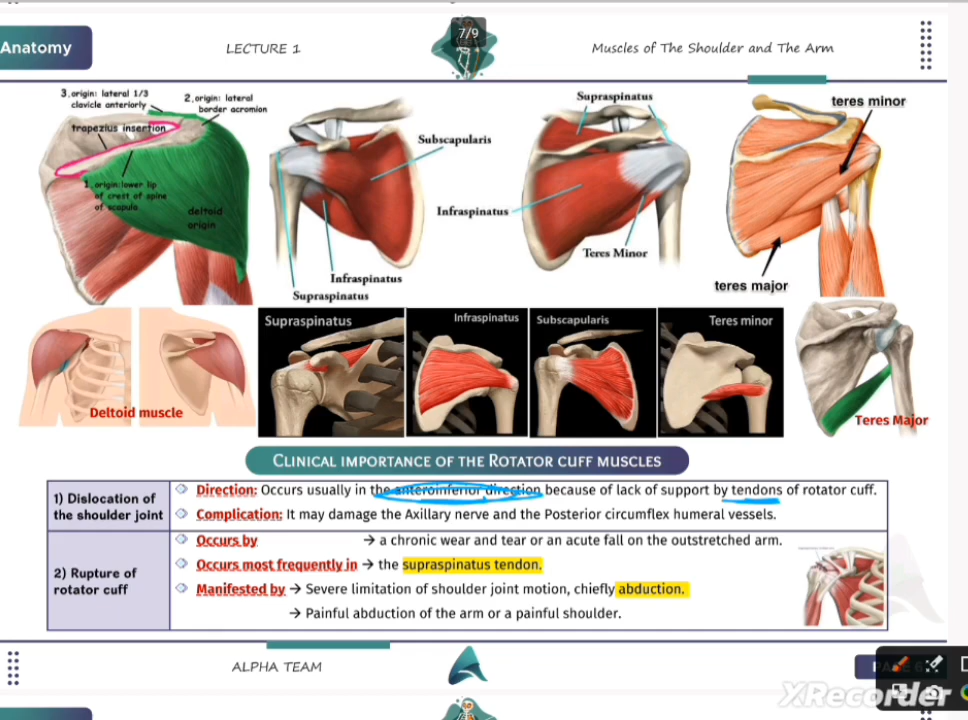 7/9
Anatomy
LECTURE 1
Muscles of The Shoulder and The Arm
3.origin: lateral 1/3
clavicle anteriorly
2.origin: lateral
border acromion
trapezius insertion
1.origin:lower lip
of crest of spine
of scapula
deltoid
origin
Subscapularis
Infraspinatus
Supraspinatus
Supraspinatus
Infraspinatus
Teres Minor
teres minor
teres major
Deltoid muscle
Supraspinatus
Infraspinatus
Subscapularis
Teres minor
Teres Major
CLINICAL IMPORTANCE OF THE ROTATOR CUFF MUSCLES
1) Dislocation of
the shoulder joint
Direction: Occurs usually in the anteroinferior direction because of lack of support by tendons of rotator cuff.
Complication: It may damage the Axillary nerve and the Posterior circumflex humeral vessels.
2) Rupture of
rotator cuff
Occurs by → a chronic wear and tear or an acute fall on the outstretched arm.
Occurs most frequently in → the supraspinatus tendon.
Manifested by → Severe limitation of shoulder joint motion, chiefly abduction.
→ Painful abduction of the arm or a painful shoulder.
ALPHA TEAM
PAGE 6
XRecorder